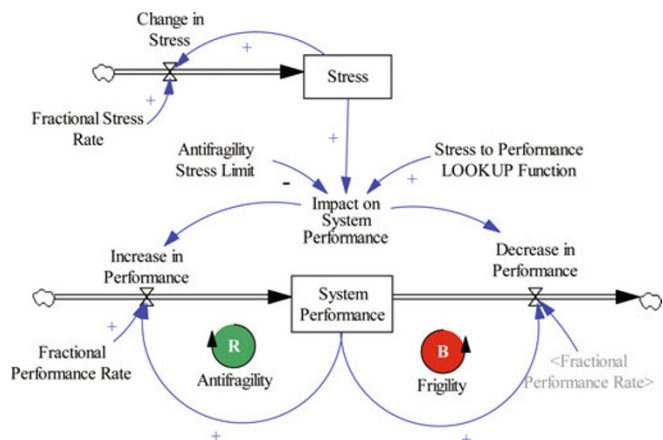 Change in
Stress
+
Stress
+
Fractional Stress
Rate
+
Antifragility
Stress Limit
-
Stress to Performance
LOOKUP Function
+
Impact on
System
Performance
Increase in
Performance
Decrease in
Performance
System
Performance
+
Fractional
Performance Rate
R
Antifragility
B
Frigility
<Fractional
Performance Rate>
+
+